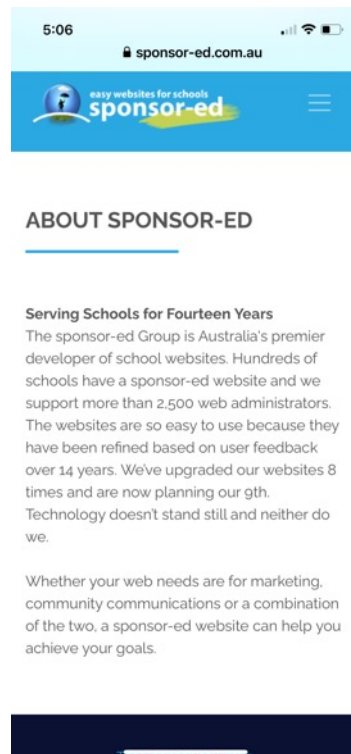 5:06
sponsor-ed.com.au
easy websites for schools
sponsor-ed
ABOUT SPONSOR-ED
Serving Schools for Fourteen Years
The sponsor-ed Group is Australia's premier
developer of school websites. Hundreds of
schools have a sponsor-ed website and we
support more than 2,500 web administrators.
The websites are so easy to use because they
have been refined based on user feedback
over 14 years. We've upgraded our websites 8
times and are now planning our 9th.
Technology doesn't stand still and neither do
we.
Whether your web needs are for marketing,
community communications or a combination
of the two, a sponsor-ed website can help you
achieve your goals.